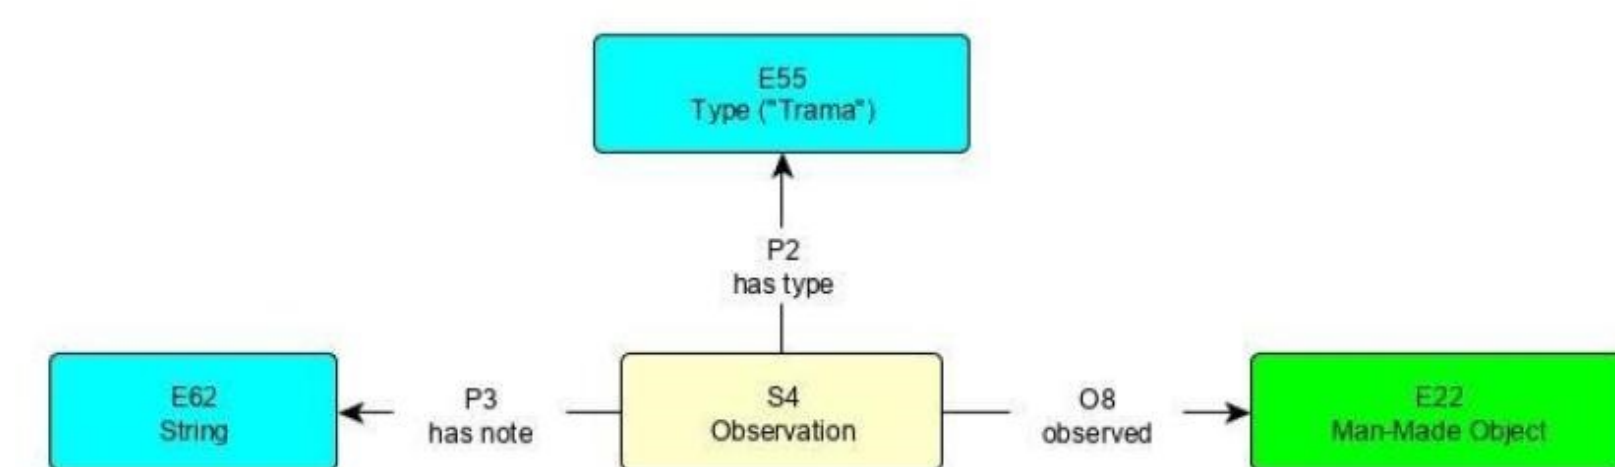 E55
Type ("Trama")
P2
has type
E62
String
P3
has note
S4
Observation
O8
observed
E22
Man-Made Object